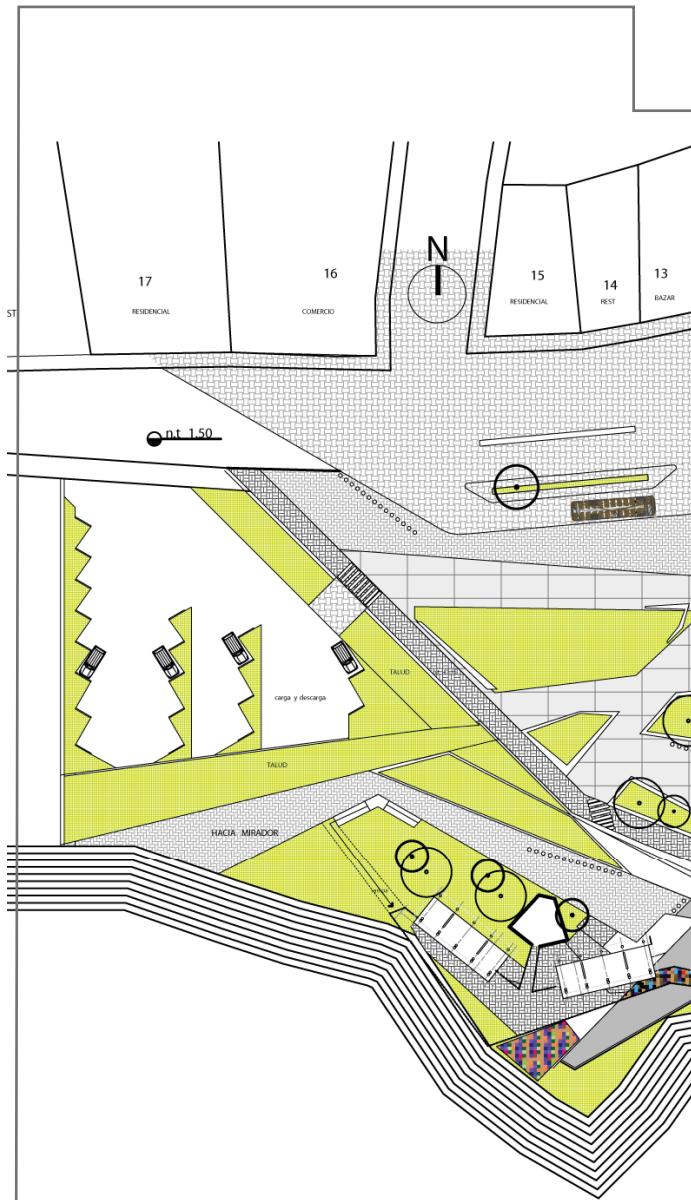 N
17
16
15
14
13
RESIDENCIAL
COMERCIO
RESIDENCIAL
REST
BAZAR
ST
n.t 1.50
TALUD
carga y descarga
TALUD
HACIA MIRADOR